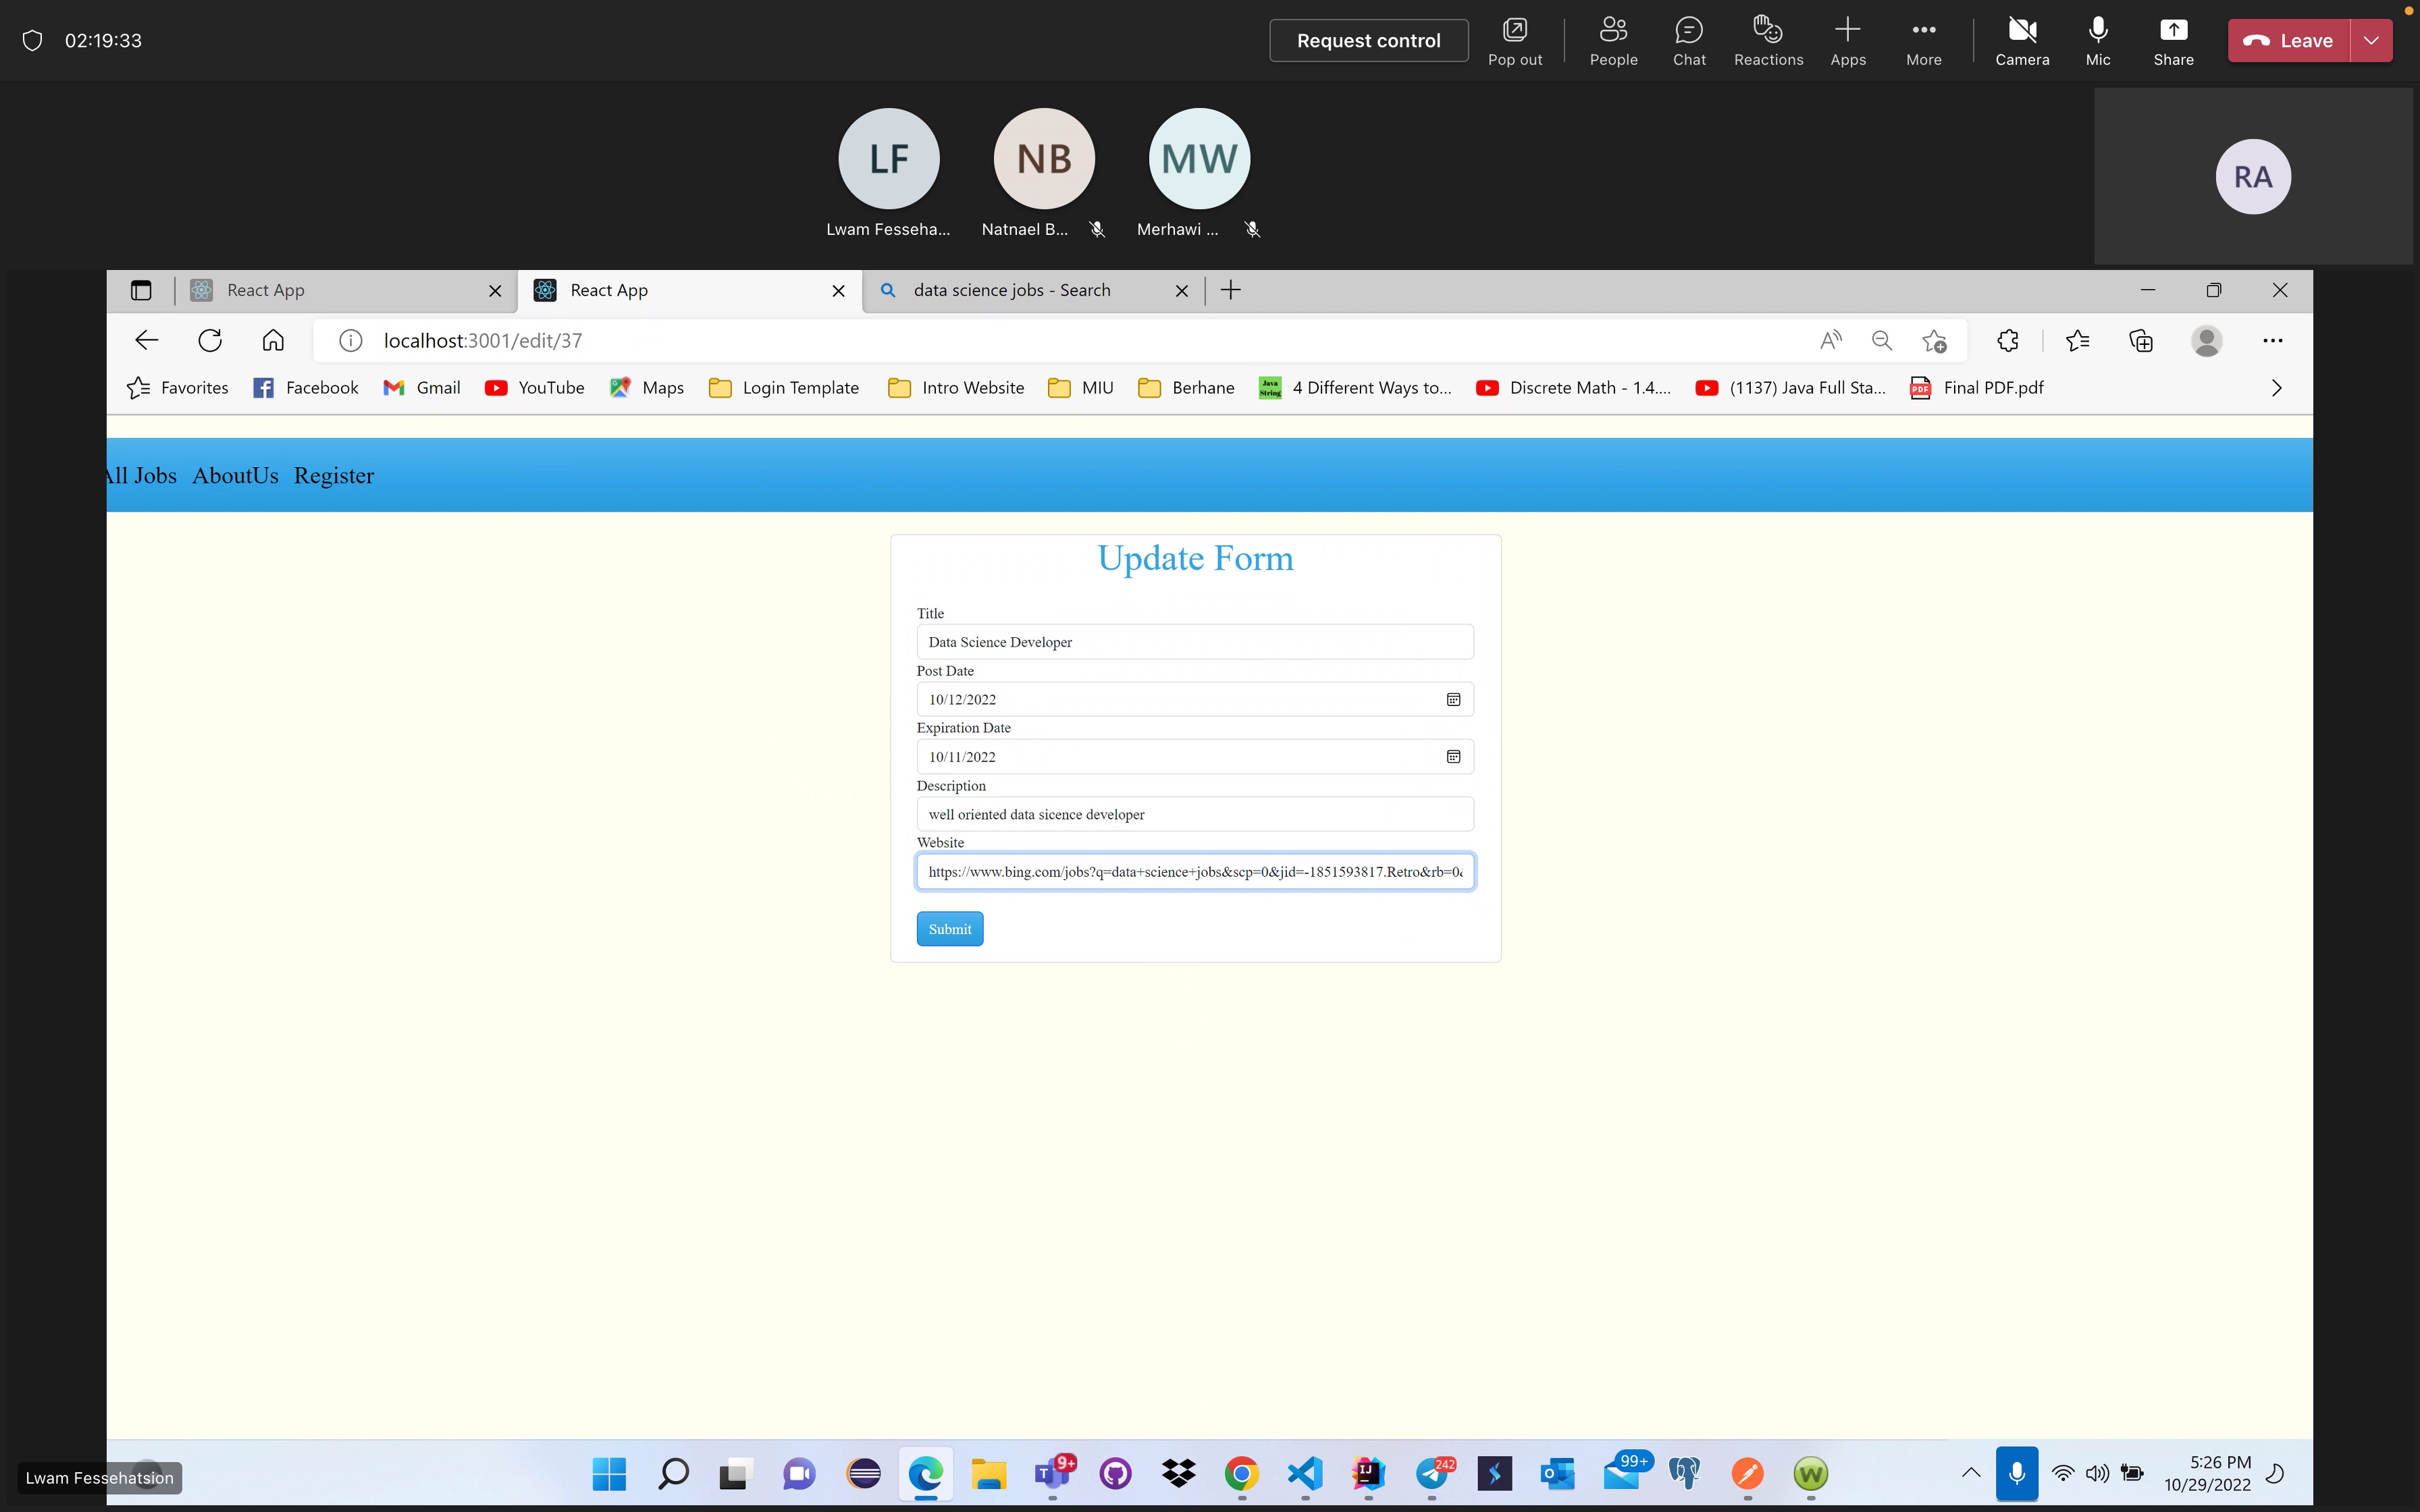 02:19:33
Request control
Pop out
People
Chat
Reactions
Apps
More
Camera
Mic
Share
Leave
LF
NB
MW
RA
Lwam Fesseha...
Natnael B...
Merhawi ...
React App
React App
data science jobs - Search
localhost:3001/edit/37
Favorites
Facebook
Gmail
YouTube
Maps
Login Template
Intro Website
MIU
Berhane
Java String
4 Different Ways to...
Discrete Math - 1.4....
(1137) Java Full Sta...
PDF
Final PDF.pdf
All Jobs AboutUs Register
Update Form
Title
Data Science Developer
Post Date
10/12/2022
Expiration Date
10/11/2022
Description
well oriented data sicence developer
Website
https://www.bing.com/jobs?q=data+science+jobs&scp=0&jid=-1851593817.Retro&rb=0&
Submit
Lwam Fessehatsion
9+
IJ
242
99+
5:26 PM
10/29/2022